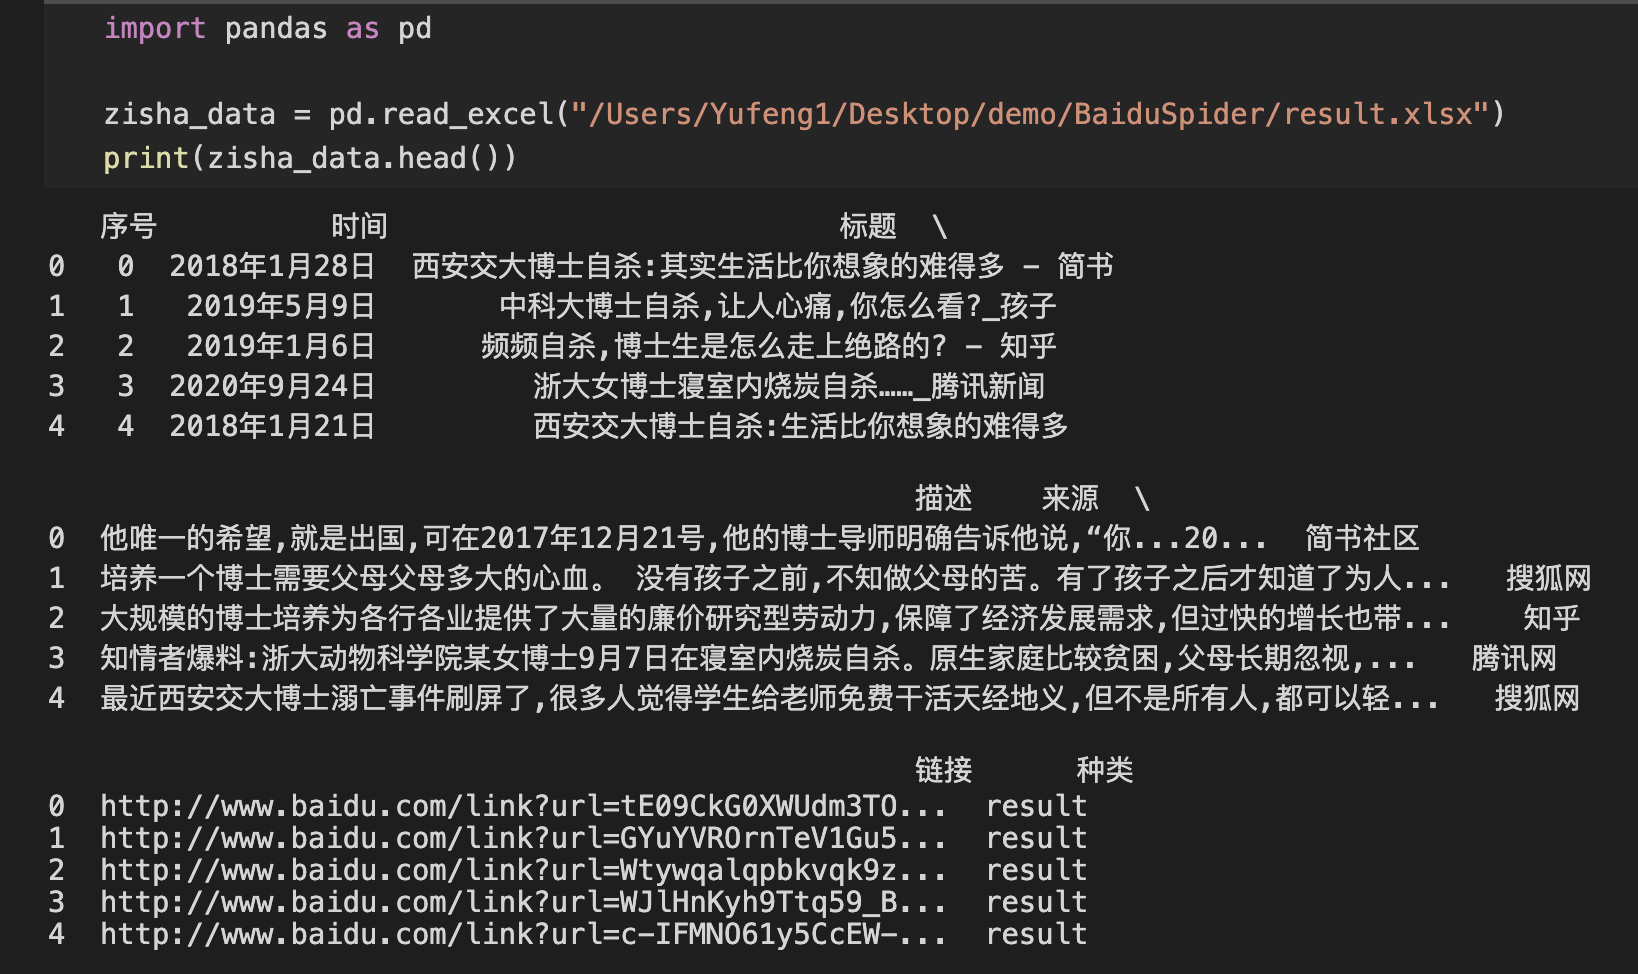 import pandas as pd
zisha_data = pd.read_excel("/Users/Yufeng1/Desktop/demo/BaiduSpider/result.xlsx")
print(zisha_data.head())
序号 时间 标题 \
0 0 2018年1月28日 西安交大博士自杀:其实生活比你想象的难得多 - 简书
1 1 2019年5月9日 中科大博士自杀,让人心痛,你怎么看?_孩子
2 2 2019年1月6日 频频自杀,博士生是怎么走上绝路的? - 知乎
3 3 2020年9月24日 浙大女博士寝室内烧炭自杀……_腾讯新闻
4 4 2018年1月21日 西安交大博士自杀:生活比你想象的难得多
描述 来源 \
0 他唯一的希望,就是出国,可在2017年12月21号,他的博士导师明确告诉他说,“你...20... 简书社区
1 培养一个博士需要父母父母多大的心血。 没有孩子之前,不知做父母的苦。有了孩子之后才知道了为人... 搜狐网
2 大规模的博士培养为各行各业提供了大量的廉价研究型劳动力,保障了经济发展需求,但过快的增长也带... 知乎
3 知情者爆料:浙大动物科学院某女博士9月7日在寝室内烧炭自杀。原生家庭比较贫困,父母长期忽视,... 腾讯网
4 最近西安交大博士溺亡事件刷屏了,很多人觉得学生给老师免费干活天经地义,但不是所有人,都可以轻... 搜狐网
链接 种类
0 http://www.baidu.com/link?url=tE09CkG0XWUdm3TO... result
1 http://www.baidu.com/link?url=GYuYVROrnTeV1Gu5... result
2 http://www.baidu.com/link?url=Wtywqalqpbkvqk9z... result
3 http://www.baidu.com/link?url=WJlHnKyh9Ttq59_B... result
4 http://www.baidu.com/link?url=c-IFMNO61y5CcEW-... result